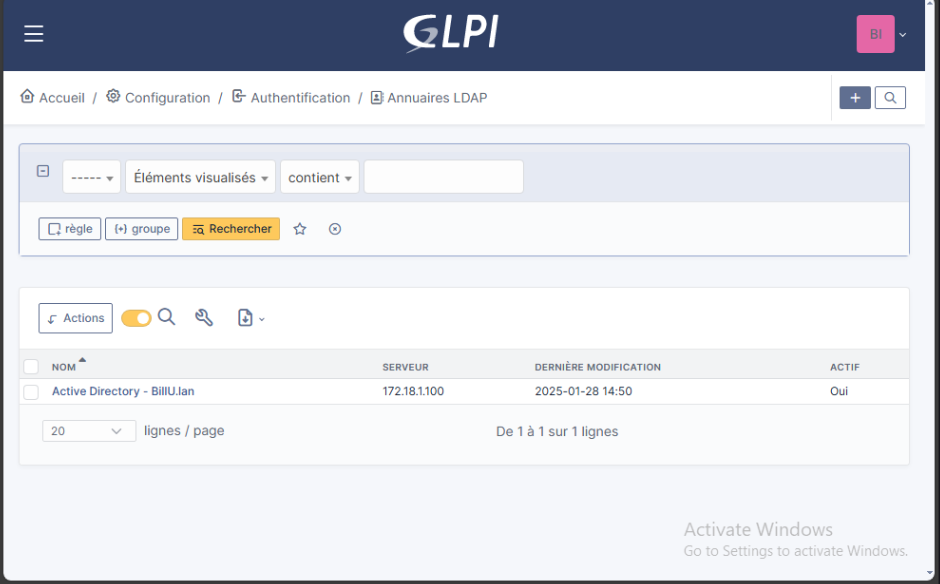 GLPI
BI
Accueil / Configuration / Authentification / Annuaires LDAP
----- Éléments visualisés contient
règle (+) groupe Rechercher
Actions
NOM SERVEUR DERNIÈRE MODIFICATION ACTIF
Active Directory - BillU.lan 172.18.1.100 2025-01-28 14:50 Oui
20 lignes / page De 1 à 1 sur 1 lignes
Activate Windows
Go to Settings to activate Windows.